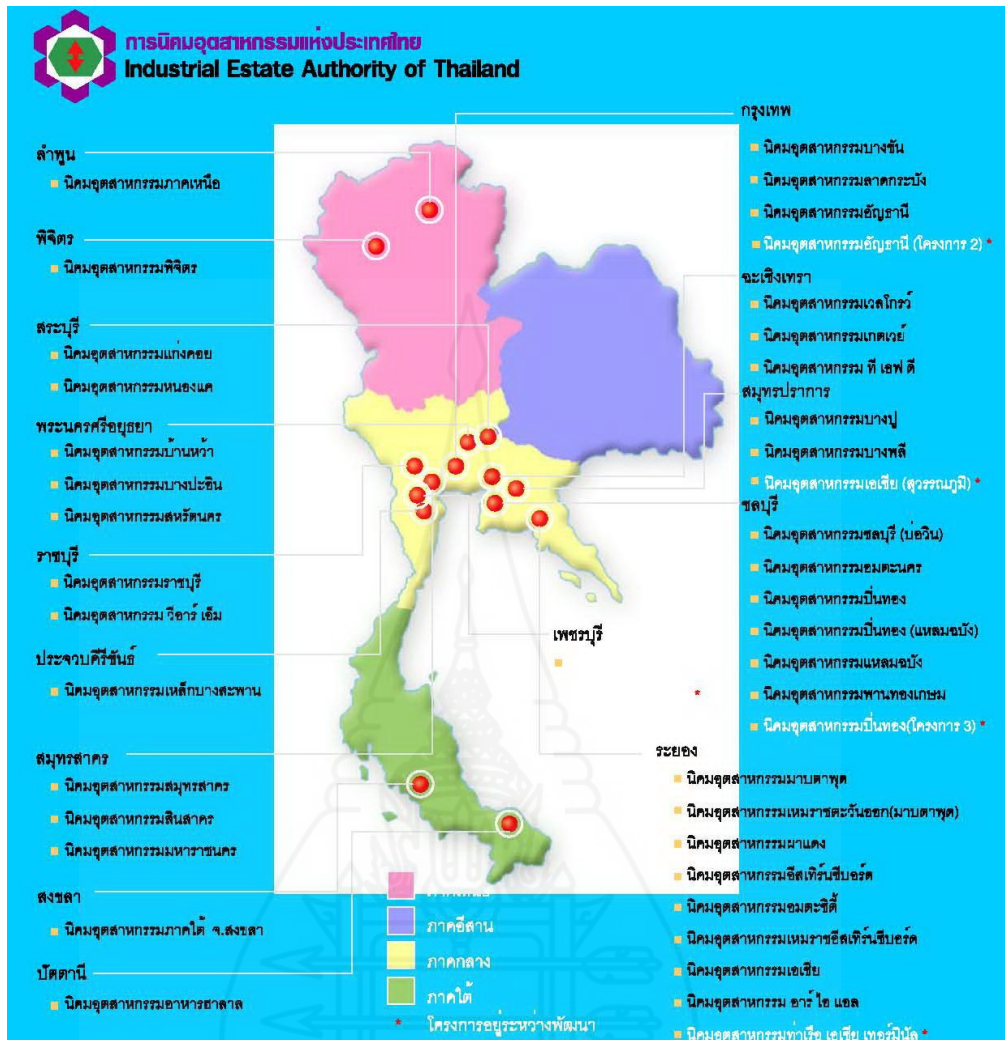 การนิคมอุตสาหกรรมแห่งประเทศไทย
Industrial Estate Authority of Thailand
ลำพูน
นิคมอุตสาหกรรมภาคเหนือ
พิจิตร
นิคมอุตสาหกรรมพิจิตร
สระบุรี
นิคมอุตสาหกรรมแก่งคอย
นิคมอุตสาหกรรมหนองแค
พระนครศรีอยุธยา
นิคมอุตสาหกรรมบ้านหว้า
นิคมอุตสาหกรรมบางปะอิน
นิคมอุตสาหกรรมสหรัตนคร
ราชบุรี
นิคมอุตสาหกรรมราชบุรี
นิคมอุตสาหกรรม วีอาร์ เอ็ม
ประจวบคีรีขันธ์
นิคมอุตสาหกรรมเหล็กบางสะพาน
สมุทรสาคร
นิคมอุตสาหกรรมสมุทรสาคร
นิคมอุตสาหกรรมสินสาคร
นิคมอุตสาหกรรมมหาราชนคร
สงขลา
นิคมอุตสาหกรรมภาคใต้ จ.สงขลา
ปัตตานี
นิคมอุตสาหกรรมอาหารฮาลาล
กรุงเทพ
นิคมอุตสาหกรรมบางชัน
นิคมอุตสาหกรรมลาดกระบัง
นิคมอุตสาหกรรมอัญธานี
นิคมอุตสาหกรรมอัญธานี (โครงการ 2) *
ฉะเชิงเทรา
นิคมอุตสาหกรรมเวลโกรว์
นิคมอุตสาหกรรมเกตเวย์
นิคมอุตสาหกรรม ที เอฟ ดี
สมุทรปราการ
นิคมอุตสาหกรรมบางปู
นิคมอุตสาหกรรมบางพลี
นิคมอุตสาหกรรมเอเซีย (สุวรรณภูมิ) *
ชลบุรี
นิคมอุตสาหกรรมชลบุรี (บ่อวิน)
นิคมอุตสาหกรรมอมตะนคร
นิคมอุตสาหกรรมปิ่นทอง
นิคมอุตสาหกรรมปิ่นทอง (แหลมฉบัง)
นิคมอุตสาหกรรมแหลมฉบัง
นิคมอุตสาหกรรมพานทองเกษม
นิคมอุตสาหกรรมปิ่นทอง(โครงการ 3) *
เพชรบุรี
*
ระยอง
นิคมอุตสาหกรรมมาบตาพุด
นิคมอุตสาหกรรมเหมราชตะวันออก(มาบตาพุด)
นิคมอุตสาหกรรมผาแดง
นิคมอุตสาหกรรมอีสเทิร์นซีบอร์ด
นิคมอุตสาหกรรมอมตะซิตี้
นิคมอุตสาหกรรมเหมราชอีสเทิร์นซีบอร์ด
นิคมอุตสาหกรรมเอเซีย
นิคมอุตสาหกรรม อาร์ ไอ แอล
นิคมอุตสาหกรรมท่าเรือ เอเชีย เทอร์มินัล *
ภาคอีสาน
ภาคกลาง
ภาคใต้
* โครงการอยู่ระหว่างพัฒนา